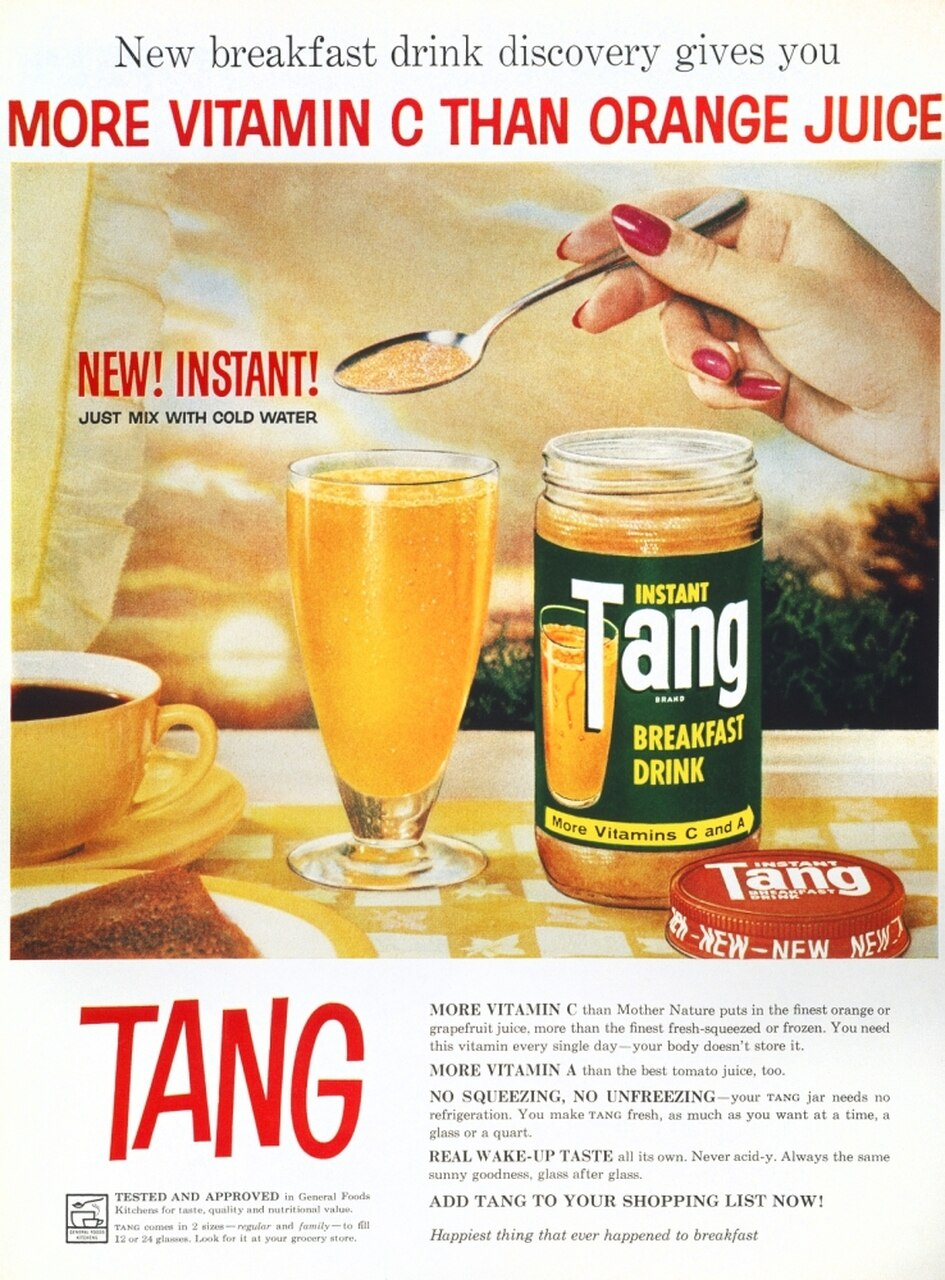 New breakfast drink discovery gives you
MORE VITAMIN C THAN ORANGE JUICE
NEW! INSTANT!
JUST MIX WITH COLD WATER
INSTANT
Tang
BRAND
BREAKFAST
DRINK
More Vitamins C and A
INSTANT
Tang
BREAKFAST
DRINK
NEW - NEW NEW
TANG
MORE VITAMIN C than Mother Nature puts in the finest orange or
grapefruit juice, more than the finest fresh-squeezed or frozen. You need
this vitamin every single day—your body doesn't store it.
MORE VITAMIN A than the best tomato juice, too.
NO SQUEEZING, NO UNFREEZING—your TANG jar needs no
refrigeration. You make TANG fresh, as much as you want at a time, a
glass or a quart.
REAL WAKE-UP TASTE all its own. Never acid-y. Always the same
sunny goodness, glass after glass.
ADD TANG TO YOUR SHOPPING LIST NOW!
Happiest thing that ever happened to breakfast
GENERAL FOODS
KITCHENS
TESTED AND APPROVED in General Foods
Kitchens for taste, quality and nutritional value.
TANG comes in 2 sizes—regular and family—to fill
12 or 24 glasses. Look for it at your grocery store.